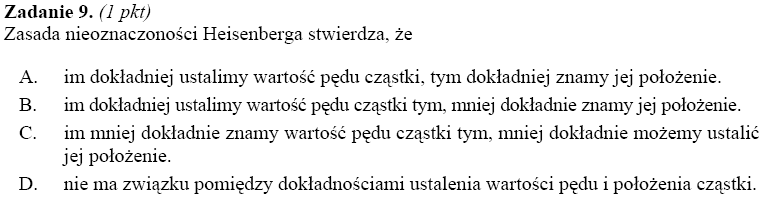 Zadanie 9. (1 pkt)
Zasada nieoznaczoności Heisenberga stwierdza, że
A. im dokładniej ustalimy wartość pędu cząstki, tym dokładniej znamy jej położenie.
B. im dokładniej ustalimy wartość pędu cząstki tym, mniej dokładnie znamy jej położenie.
C. im mniej dokładnie znamy wartość pędu cząstki tym, mniej dokładnie możemy ustalić
jej położenie.
D. nie ma związku pomiędzy dokładnościami ustalenia wartości pędu i położenia cząstki.